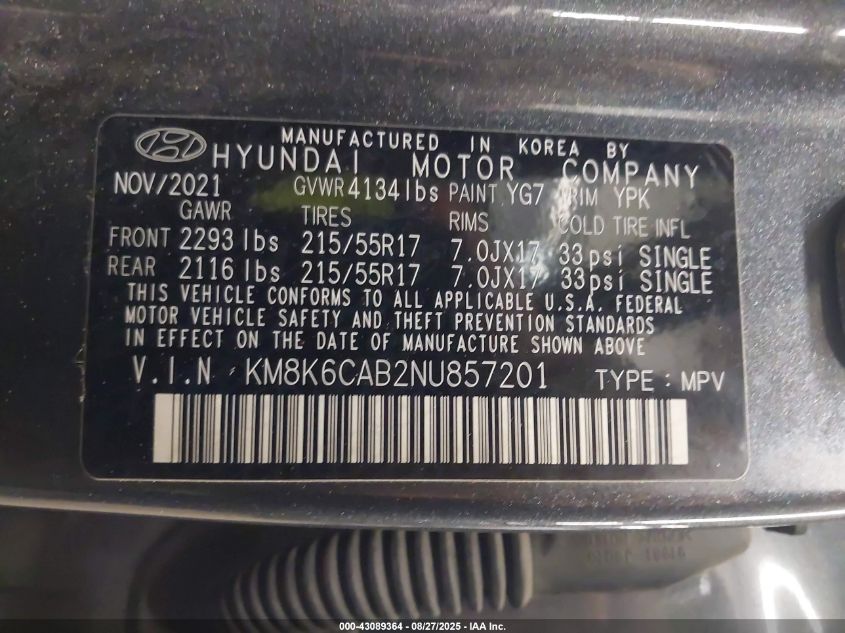 MANUFACTURED IN KOREA BY
HYUNDAI MOTOR COMPANY
NOV/2021 GVWR 4134lbs PAINT YG7 TRIM YPK
GAWR TIRES RIMS COLD TIRE INFL
FRONT 2293 lbs 215/55R17 7.0JX17 33psi SINGLE
REAR 2116 lbs 215/55R17 7.0JX17 33psi SINGLE
THIS VEHICLE CONFORMS TO ALL APPLICABLE U.S.A. FEDERAL
MOTOR VEHICLE SAFETY AND THEFT PREVENTION STANDARDS
IN EFFECT ON THE DATE OF MANUFACTURE SHOWN ABOVE
V.I.N KM8K6CAB2NU857201 TYPE : MPV
000-43089364 - 08/27/2025 - IAA Inc.